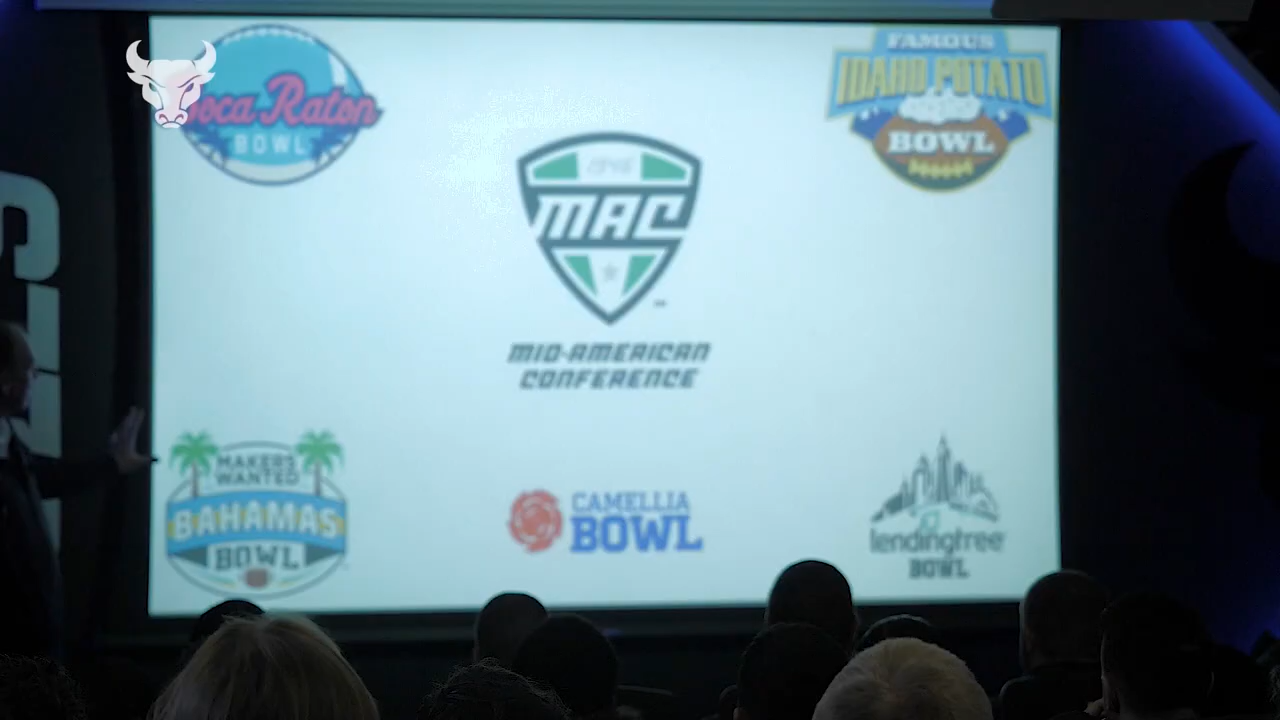 Boca Raton
BOWL
FAMOUS
IDAHO POTATO
BOWL
MAC
MID-AMERICAN
CONFERENCE
MAKERS
WANTED
BAHAMAS
BOWL
CAMELLIA
BOWL
lendingtree
BOWL